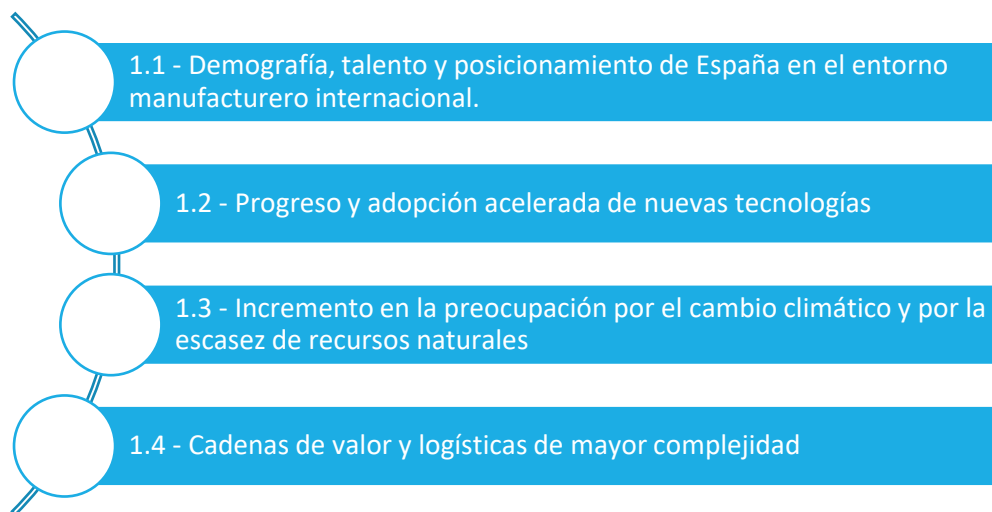 1.1 - Demografía, talento y posicionamiento de España en el entorno
manufacturero internacional.
1.2 - Progreso y adopción acelerada de nuevas tecnologías
1.3 - Incremento en la preocupación por el cambio climático y por la
escasez de recursos naturales
1.4 - Cadenas de valor y logísticas de mayor complejidad